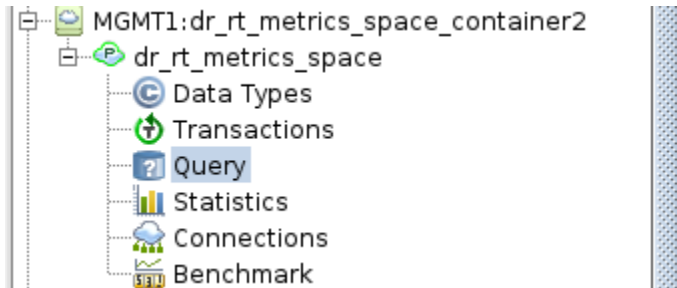 MGMT1:dr_rt_metrics_space_container2
dr_rt_metrics_space
Data Types
Transactions
Query
Statistics
Connections
Benchmark